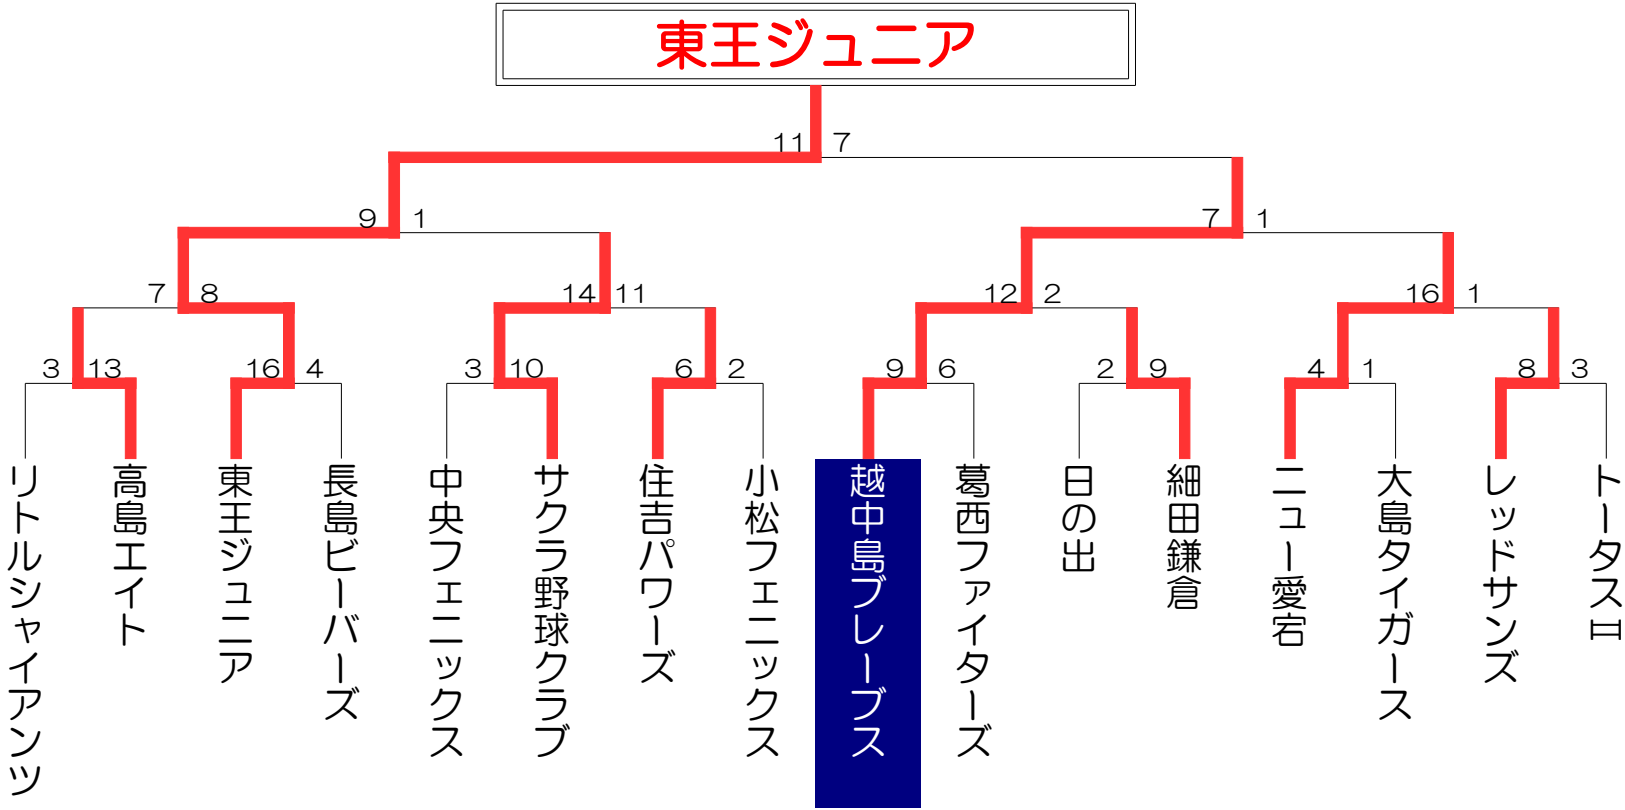 東王ジュニア
11 7
9 1 7 1
7 8 14 11 12 2 16 1
3 13 16 4 3 10 6 2 9 6 2 9 4 1 8 3
リトルシャイアンツ
高島エイト
東王ジュニア
長島ビーバーズ
中央フェニックス
サクラ野球クラブ
住吉パワーズ
小松フェニックス
越中島ブレーブス
葛西ファイターズ
日の出
細田鎌倉
ニュー愛宕
大島タイガース
レッドサンズ
トータスⅡ